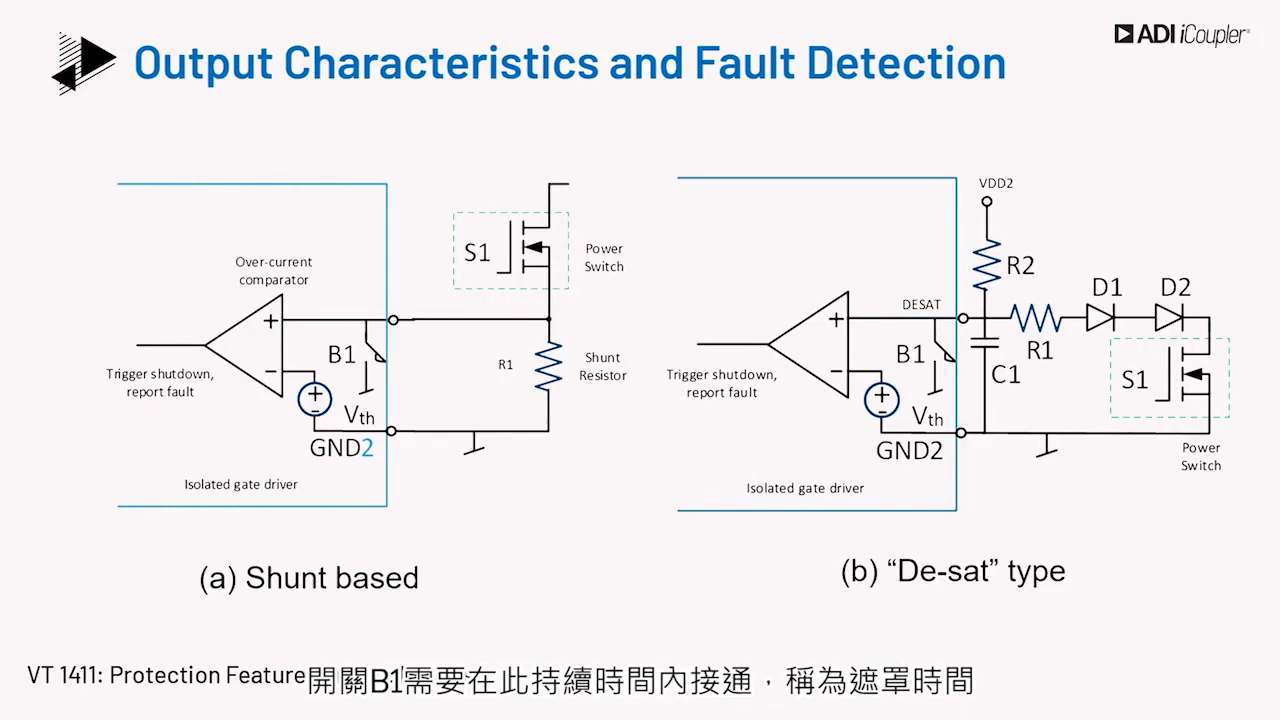 Output Characteristics and Fault Detection
ADI iCoupler®
Over-current
comparator
S1
Power
Switch
+
B1
R1
Shunt
Resistor
-
Trigger shutdown,
report fault
+
-
Vth
GND2
Isolated gate driver
(a) Shunt based
VDD2
R2
DESAT
D1
D2
+
B1
R1
C1
S1
-
Trigger shutdown,
report fault
+
-
Vth
GND2
Power
Switch
Isolated gate driver
(b) “De-sat” type
VT 1411: Protection Feature
開關B1需要在此持續時間內接通，稱為遮罩時間